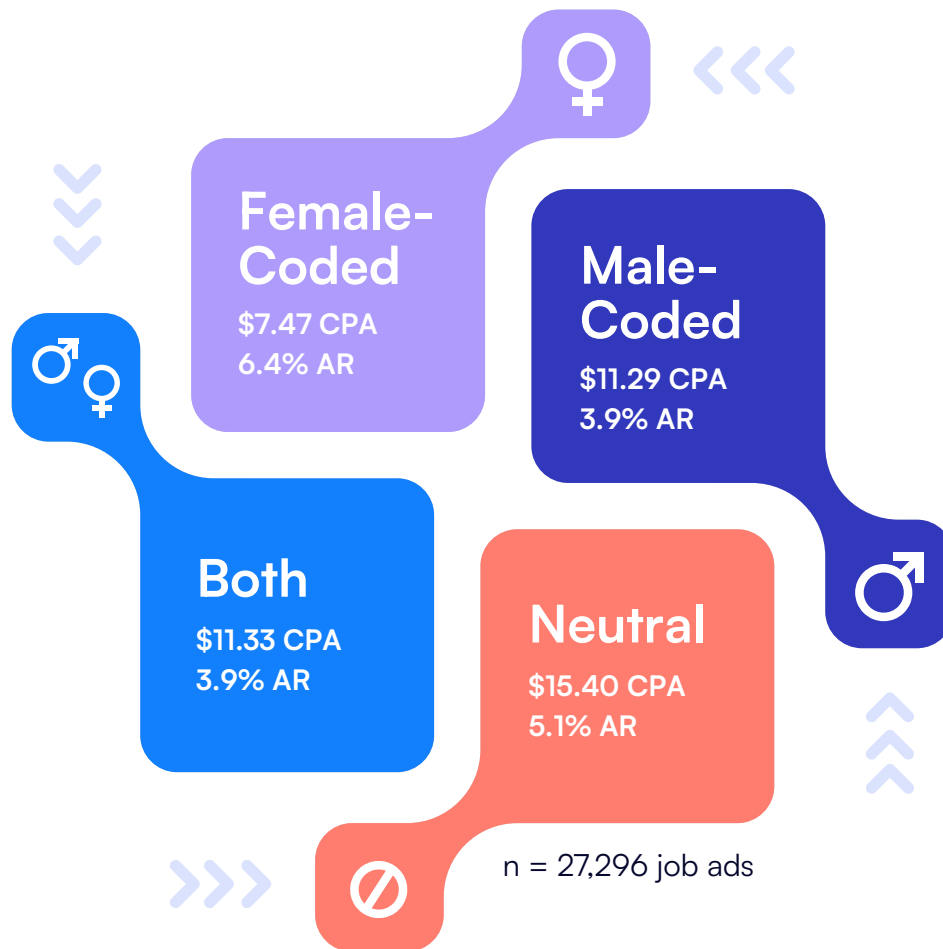 Female-
Coded
$7.47 CPA
6.4% AR
Male-
Coded
$11.29 CPA
3.9% AR
Both
$11.33 CPA
3.9% AR
Neutral
$15.40 CPA
5.1% AR
n = 27,296 job ads